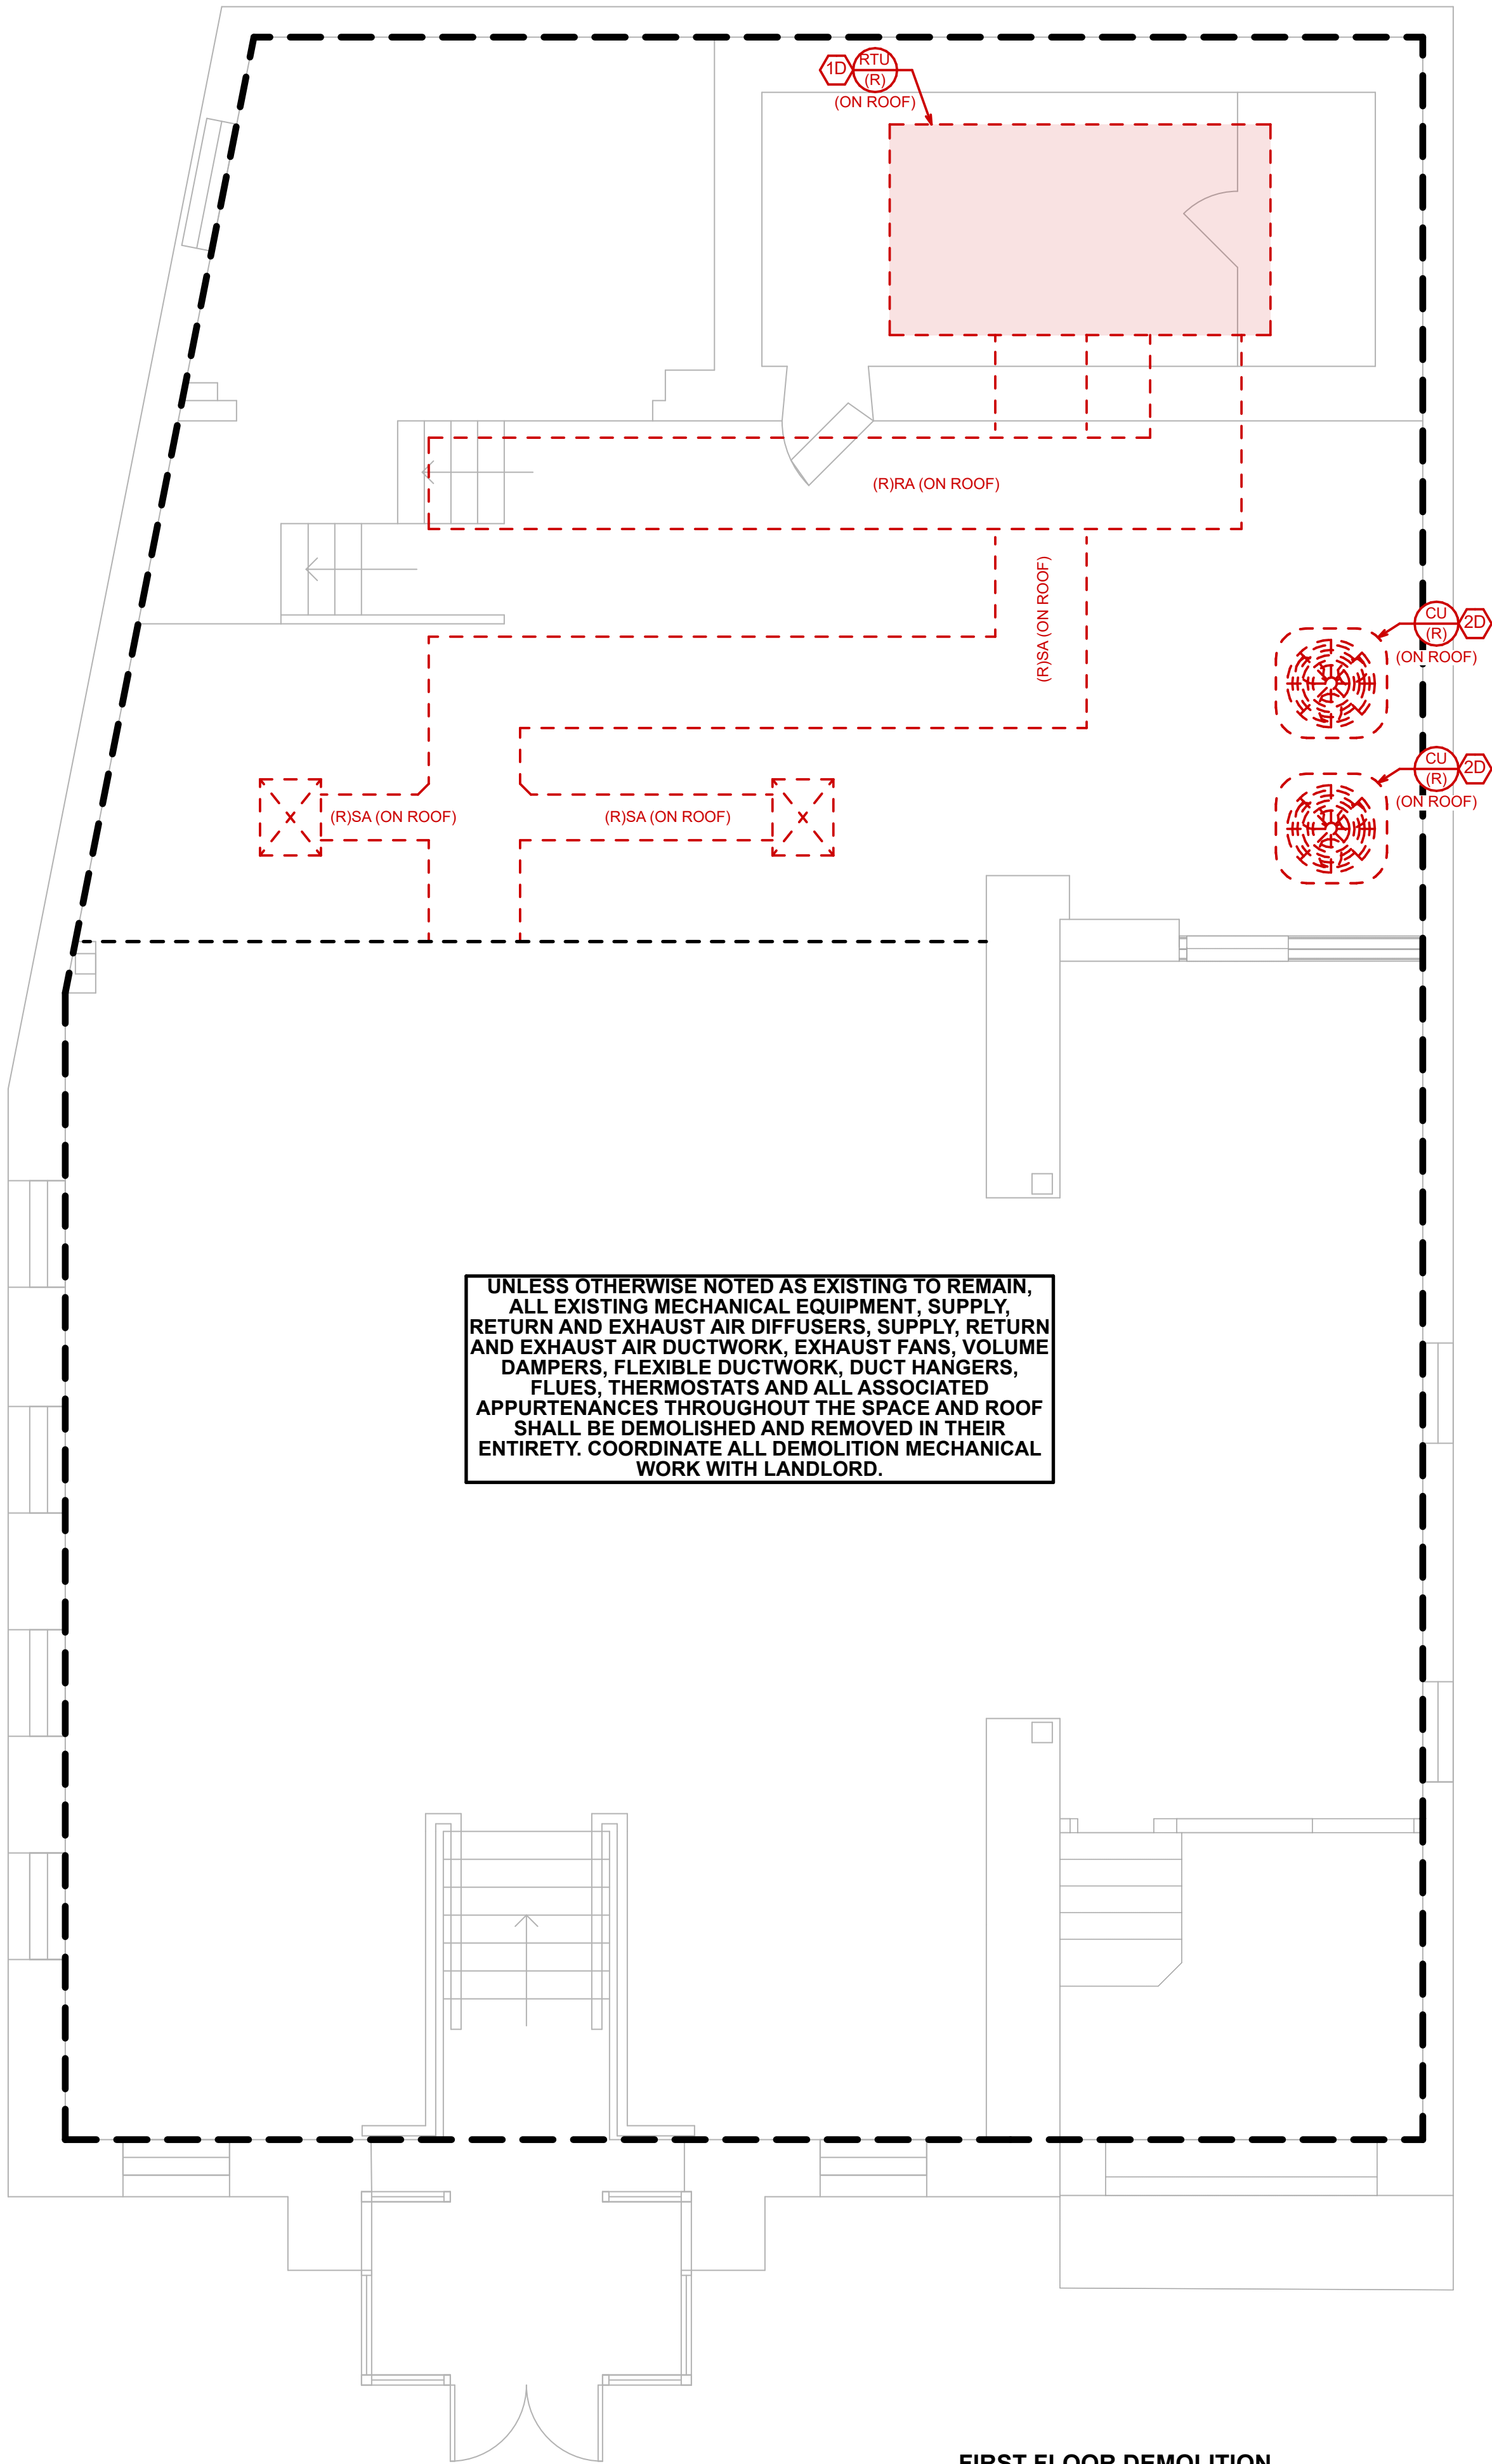 1D
RTU
(R)
(ON ROOF)
(R)RA (ON ROOF)
(R)SA (ON ROOF)
CU
(R)
2D
(ON ROOF)
CU
(R)
2D
(ON ROOF)
(R)SA (ON ROOF)
(R)SA (ON ROOF)
UNLESS OTHERWISE NOTED AS EXISTING TO REMAIN,
ALL EXISTING MECHANICAL EQUIPMENT, SUPPLY,
RETURN AND EXHAUST AIR DIFFUSERS, SUPPLY, RETURN
AND EXHAUST AIR DUCTWORK, EXHAUST FANS, VOLUME
DAMPERS, FLEXIBLE DUCTWORK, DUCT HANGERS,
FLUES, THERMOSTATS AND ALL ASSOCIATED
APPURTENANCES THROUGHOUT THE SPACE AND ROOF
SHALL BE DEMOLISHED AND REMOVED IN THEIR
ENTIRETY. COORDINATE ALL DEMOLITION MECHANICAL
WORK WITH LANDLORD.
FIRST FLOOR DEMOLITION